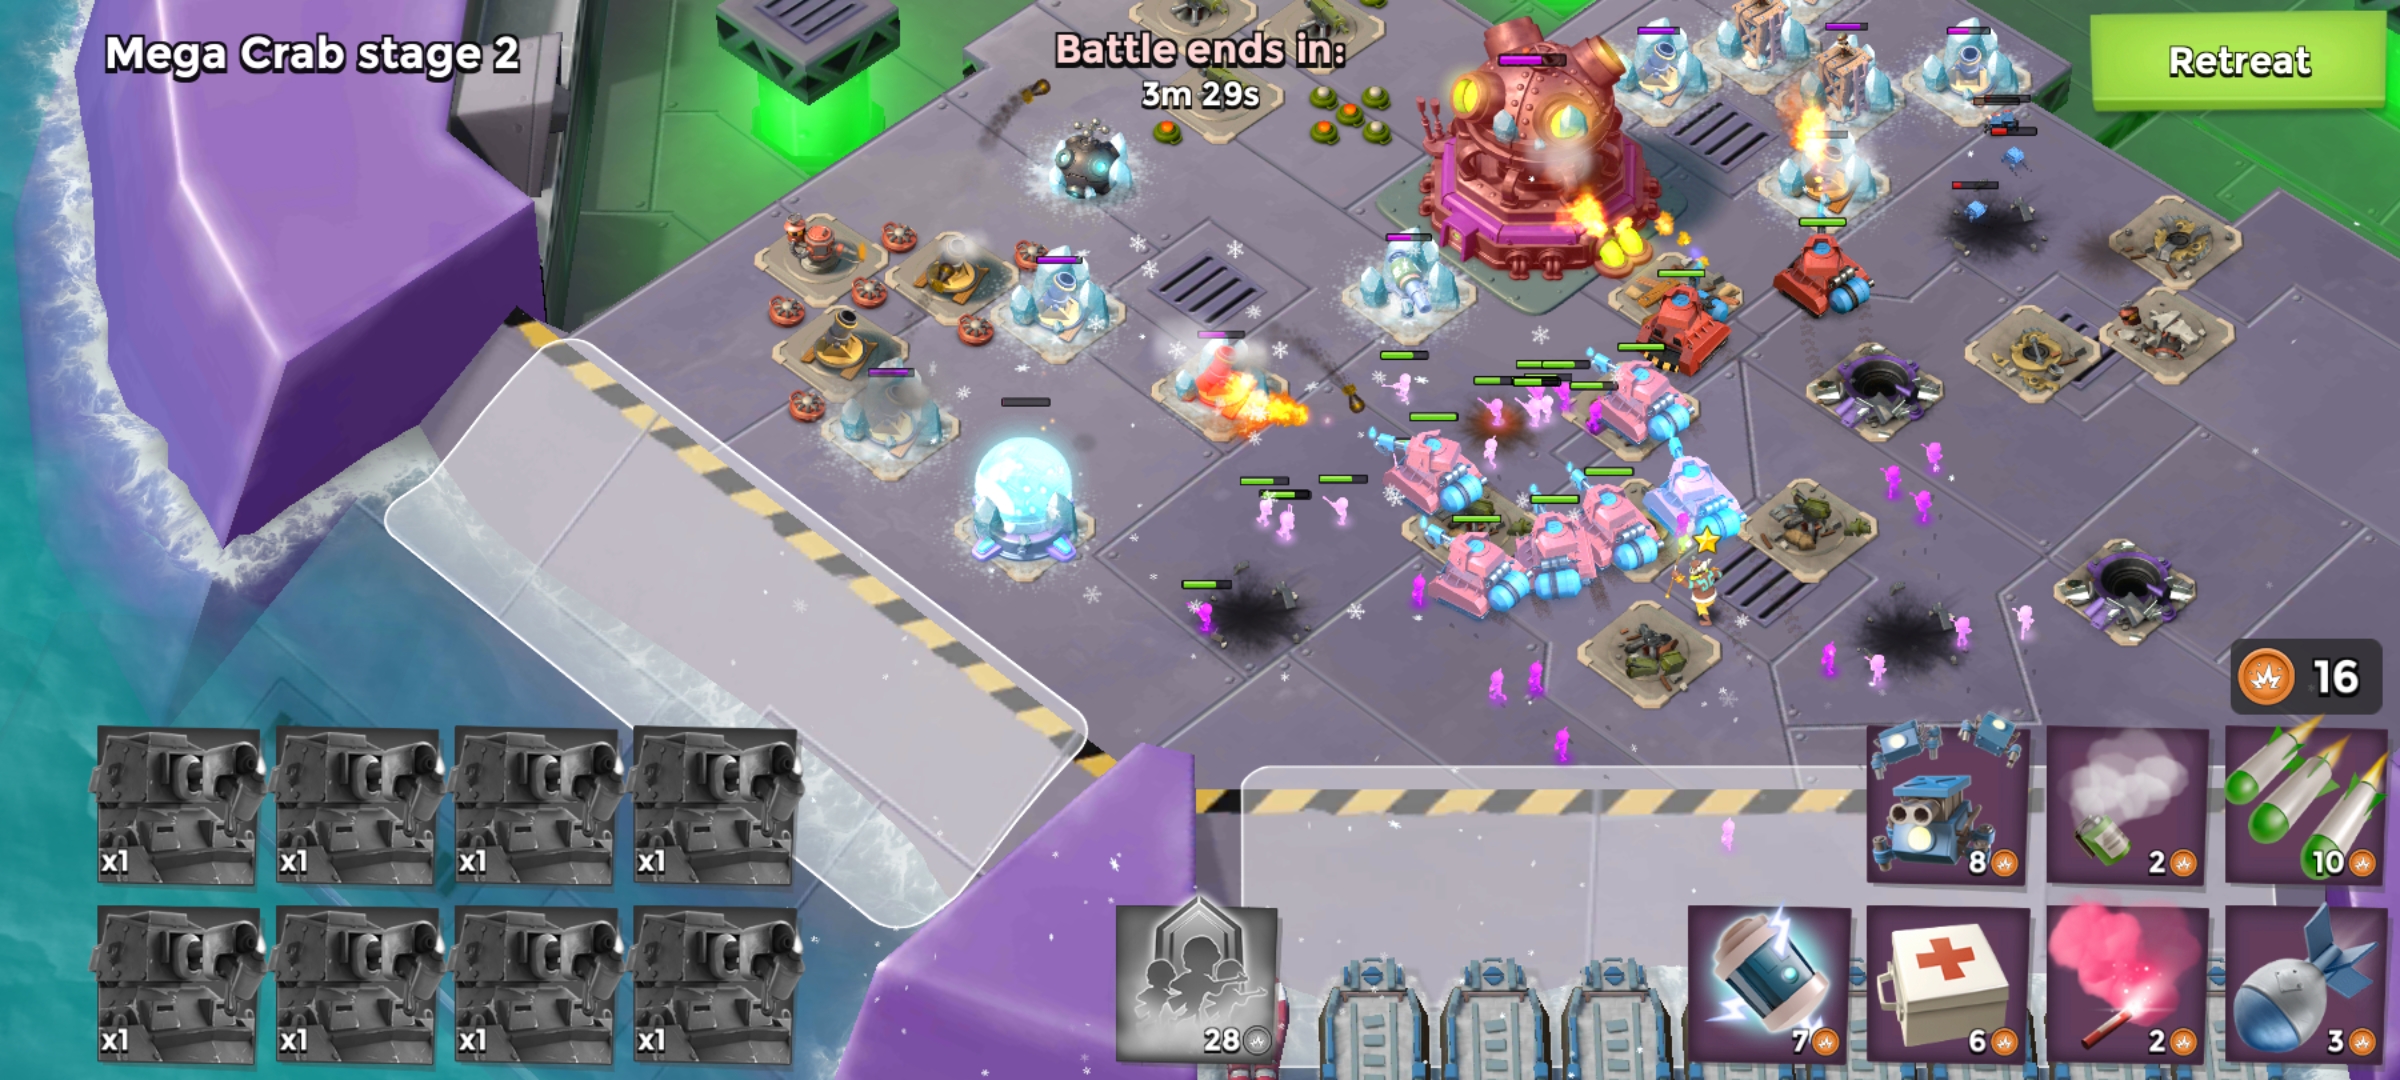 Mega Crab stage 2
Battle ends in:
3m 29s
Retreat
16
x1
x1
x1
x1
8
2
10
x1
x1
x1
x1
28
7
6
2
3